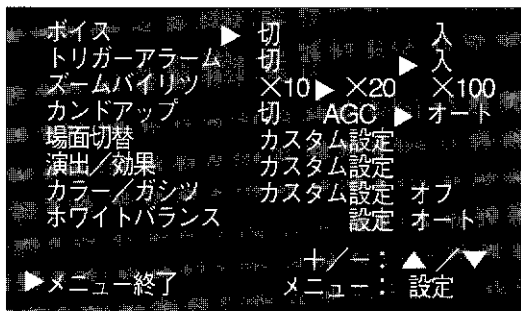 ボイス ▶ 切 入
トリガーアラーム 切 ▶ 入
ズームバイリツ ×10 ▶ ×20 ×100
カンドアップ 切 AGC ▶ オート
場面切替 カスタム設定
演出／効果 カスタム設定
カラー／ガシツ カスタム設定 オフ
ホワイトバランス 設定 オート
＋／－：▲／▼
▶メニュー終了 メニュー：設定